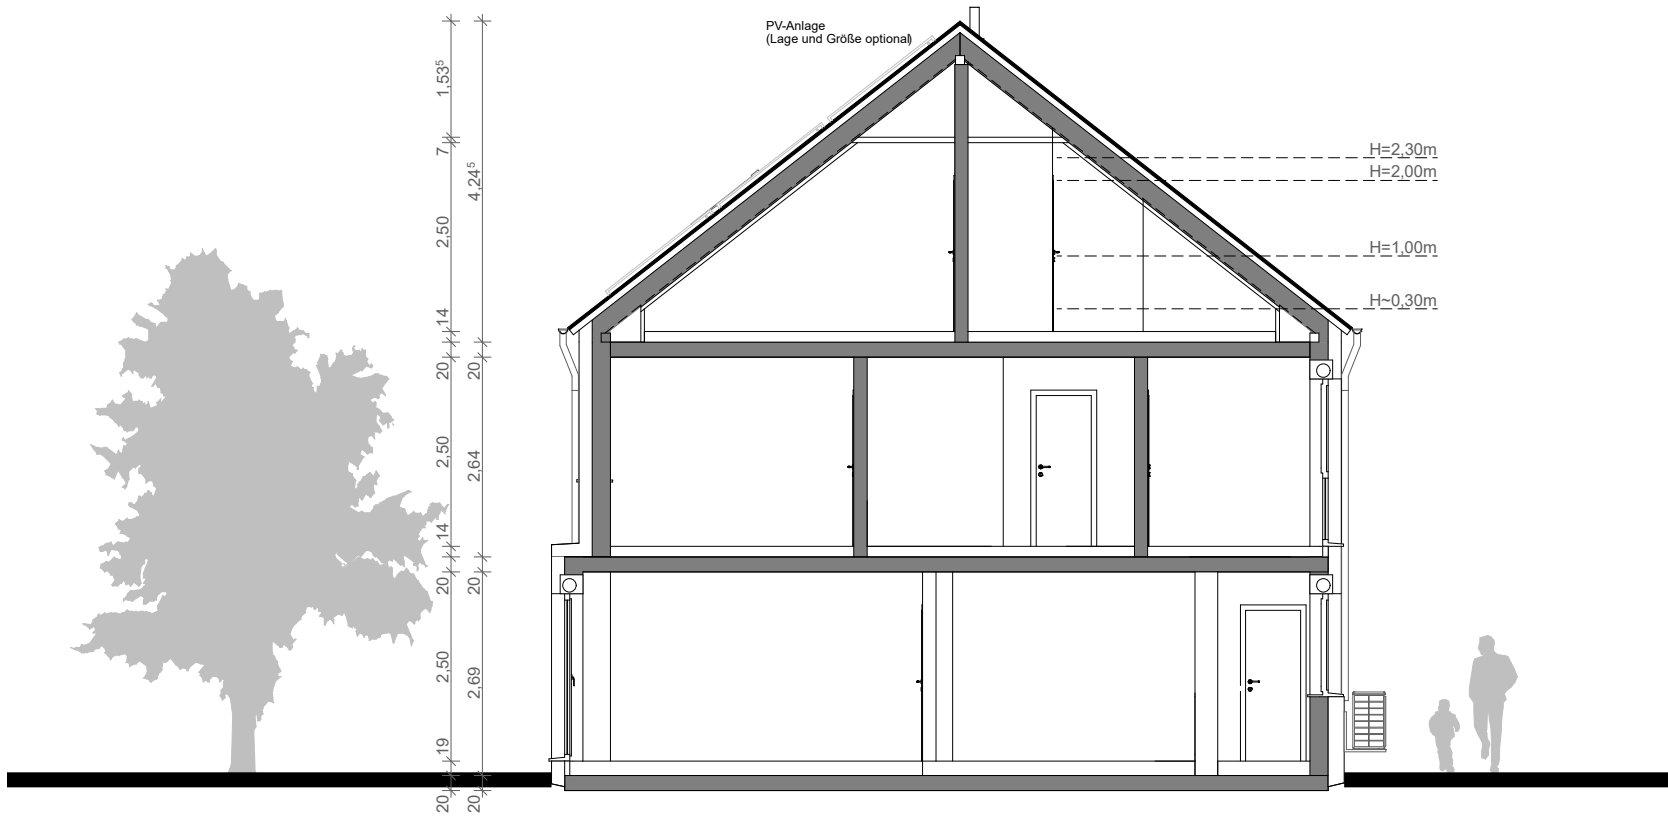 PV-Anlage
(Lage und Größe optional)
1,53⁵
7
4,24⁵
2,50
14
20
20
2,50
2,64
14
20
20
2,50
2,69
19
20
20
H=2,30m
H=2,00m
H=1,00m
H~0,30m